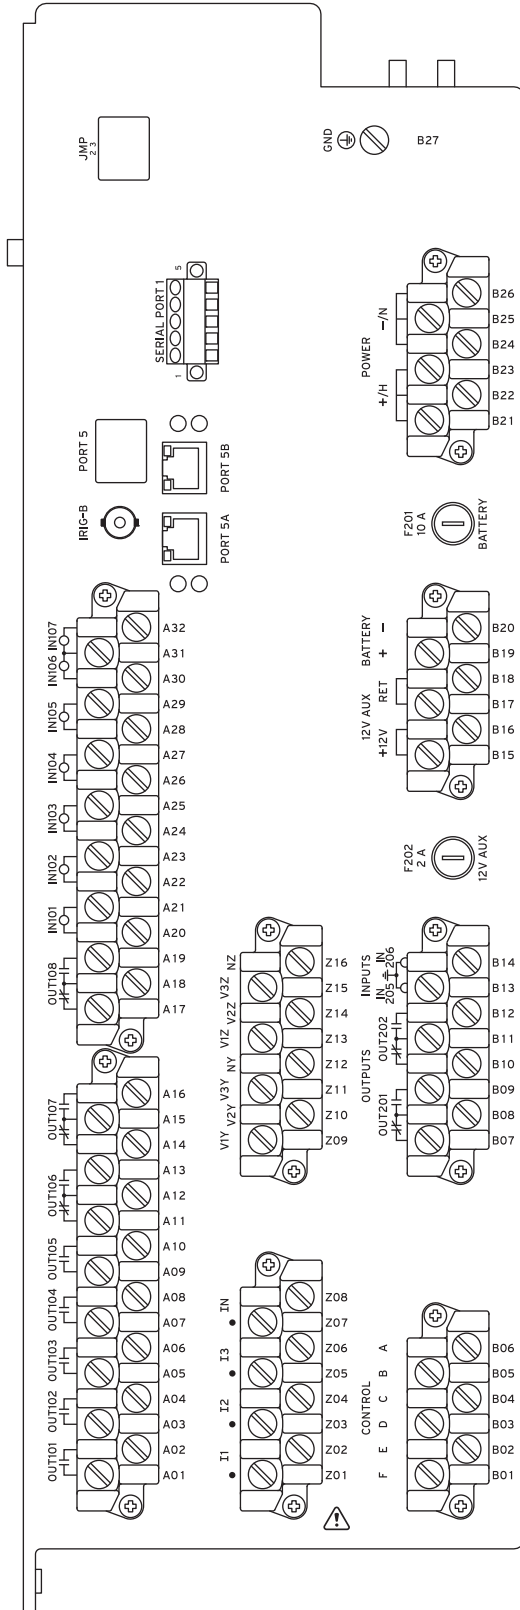 JMP
2 3
GND
B27
SERIAL PORT 1
5
1
POWER
-/N
+/H
B26
B25
B24
B23
B22
B21
PORT 5
PORT 5B
IRIG-B
PORT 5A
F201
10 A
BATTERY
IN107
IN106
IN105
IN104
IN103
IN102
IN101
OUT108
A32
A31
A30
A29
A28
A27
A26
A25
A24
A23
A22
A21
A20
A19
A18
A17
BATTERY
+ -
12V AUX
RET
+12V
B20
B19
B18
B17
B16
B15
F202
2 A
12V AUX
OUT107
OUT106
OUT105
OUT104
OUT103
OUT102
OUT101
A16
A15
A14
A13
A12
A11
A10
A09
A08
A07
A06
A05
A04
A03
A02
A01
NZ
V3Z
V2Z
V1Z
NY
V3Y
V2Y
V1Y
Z16
Z15
Z14
Z13
Z12
Z11
Z10
Z09
INPUTS
IN
206
IN
205
OUTPUTS
OUT202
OUT201
B14
B13
B12
B11
B10
B09
B08
B07
IN
I3
I2
I1
Z08
Z07
Z06
Z05
Z04
Z03
Z02
Z01
CONTROL
A
B
C
D
E
F
B06
B05
B04
B03
B02
B01